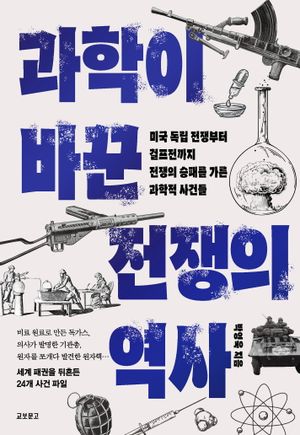 과학이
바꾼
전쟁의
역사
미국 독립 전쟁부터
걸프전까지
전쟁의 승패를 가른
과학적 사건들
박영욱 지음
비료 원료로 만든 독가스,
의사가 발명한 기관총,
원자를 쪼개다 발견한 원자핵…
세계 패권을 뒤흔든
24개 사건 파일
교보문고